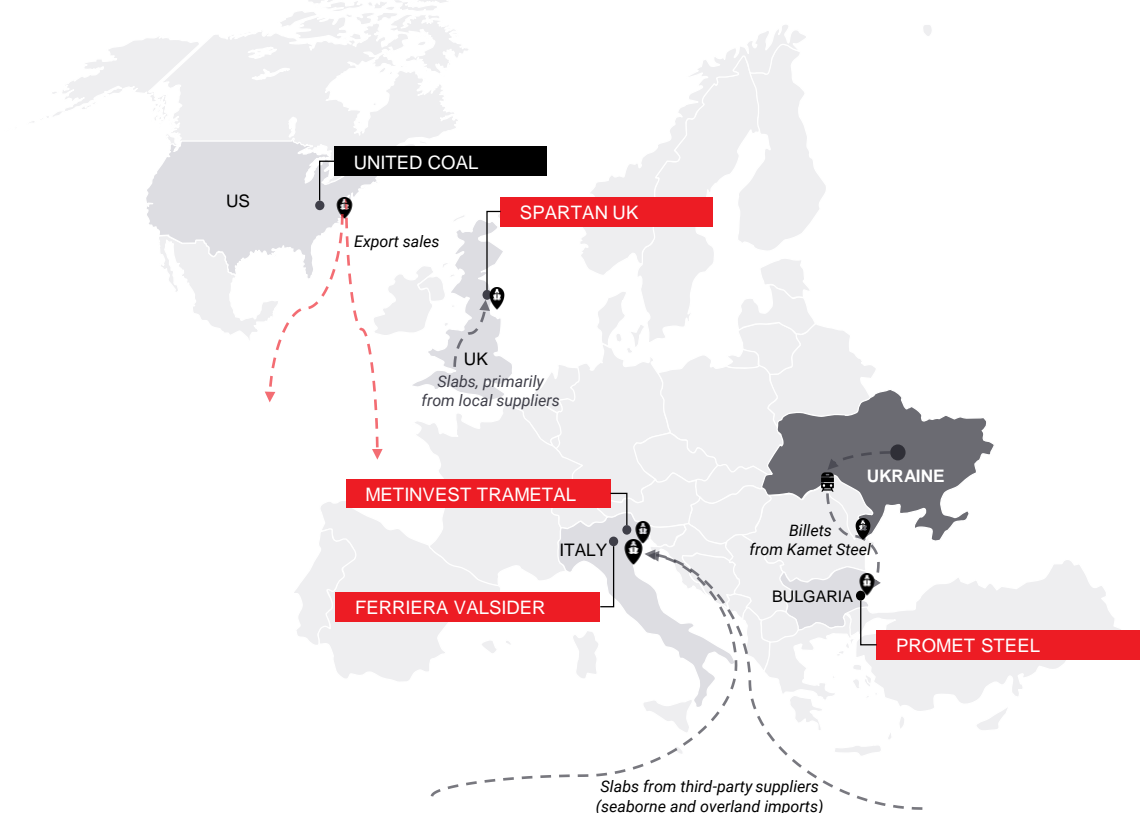 UNITED COAL
US
SPARTAN UK
Export sales
UK
Slabs, primarily
from local suppliers
UKRAINE
METINVEST TRAMETAL
Billets
from Kamet Steel
ITALY
BULGARIA
FERRIERA VALSIDER
PROMET STEEL
Slabs from third-party suppliers
(seaborne and overland imports)